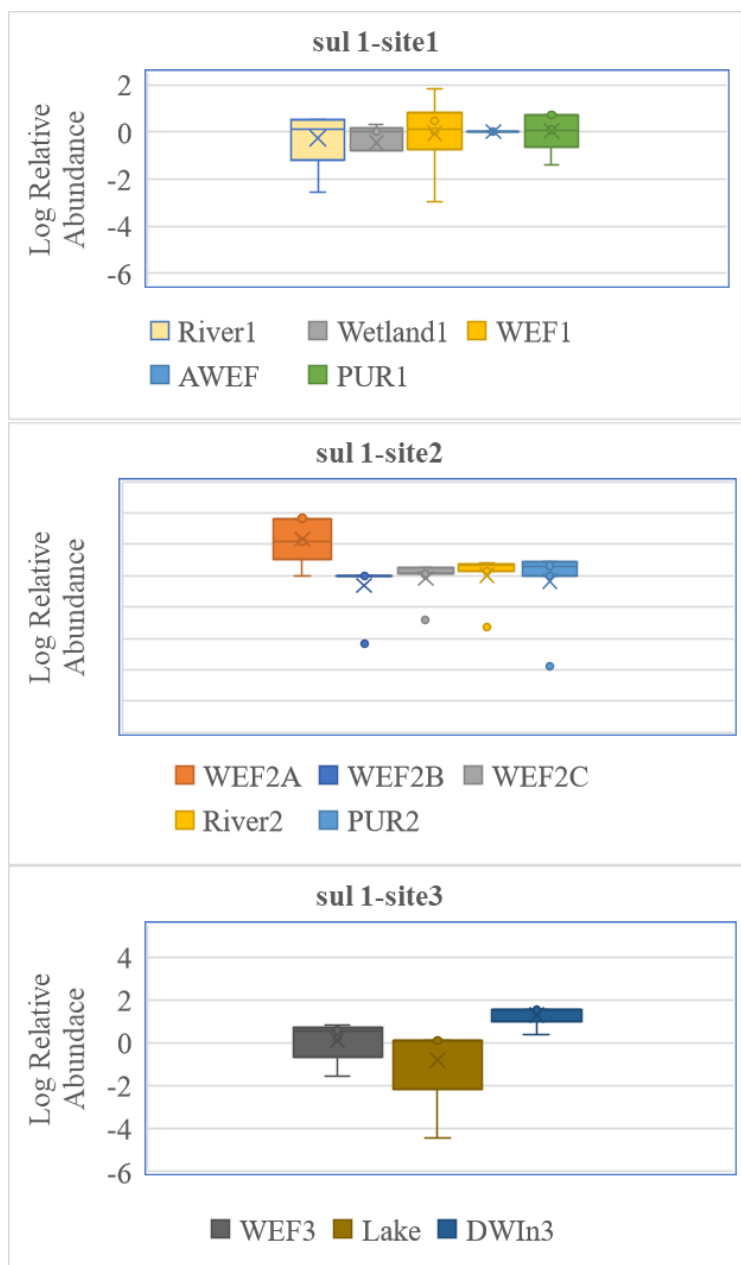 sul 1-site1
Log Relative
Abundance
2
0
-2
-4
-6
River1 Wetland1 WEF1
AWEF PUR1
sul 1-site2
Log Relative
Abundance
WEF2A WEF2B WEF2C
River2 PUR2
sul 1-site3
Log Relative
Abundace
4
2
0
-2
-4
-6
WEF3 Lake DWIn3